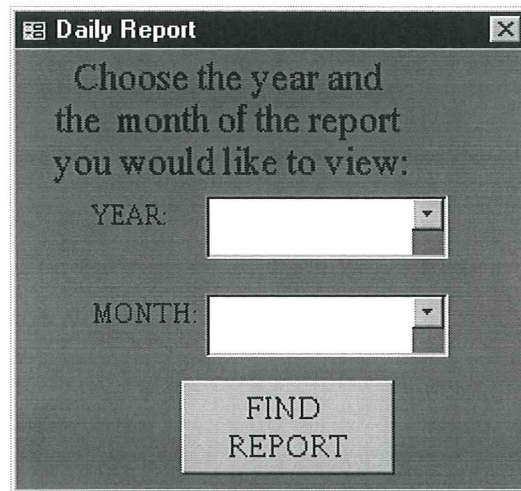 Daily Report
Choose the year and
the month of the report
you would like to view:
YEAR:
MONTH:
FIND
REPORT